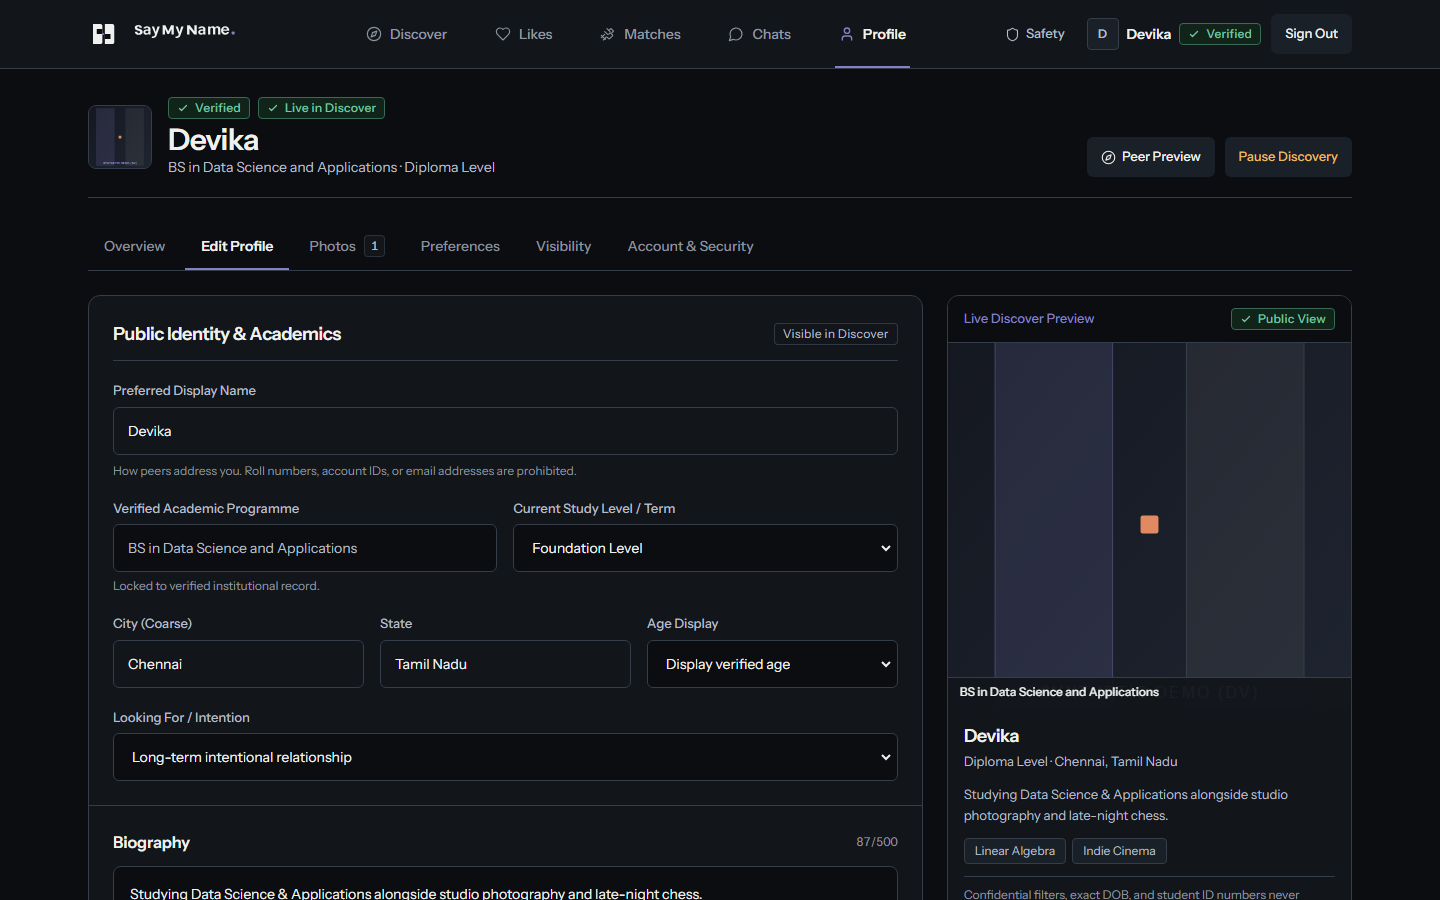 Say My Name.
Discover
Likes
Matches
Chats
Profile
Safety
D
Devika
Verified
Sign Out
Verified
Live in Discover
Devika
BS in Data Science and Applications · Diploma Level
Peer Preview
Pause Discovery
Overview
Edit Profile
Photos 1
Preferences
Visibility
Account & Security
Public Identity & Academics
Visible in Discover
Preferred Display Name
Devika
How peers address you. Roll numbers, account IDs, or email addresses are prohibited.
Verified Academic Programme
BS in Data Science and Applications
Locked to verified institutional record.
Current Study Level / Term
Foundation Level
City (Coarse)
Chennai
State
Tamil Nadu
Age Display
Display verified age
Looking For / Intention
Long-term intentional relationship
Biography
87/500
Studying Data Science & Applications alongside studio photography and late-night chess.
Live Discover Preview
Public View
BS in Data Science and Applications
DEMO (DV)
Devika
Diploma Level · Chennai, Tamil Nadu
Studying Data Science & Applications alongside studio
photography and late-night chess.
Linear Algebra
Indie Cinema
Confidential filters, exact DOB, and student ID numbers never